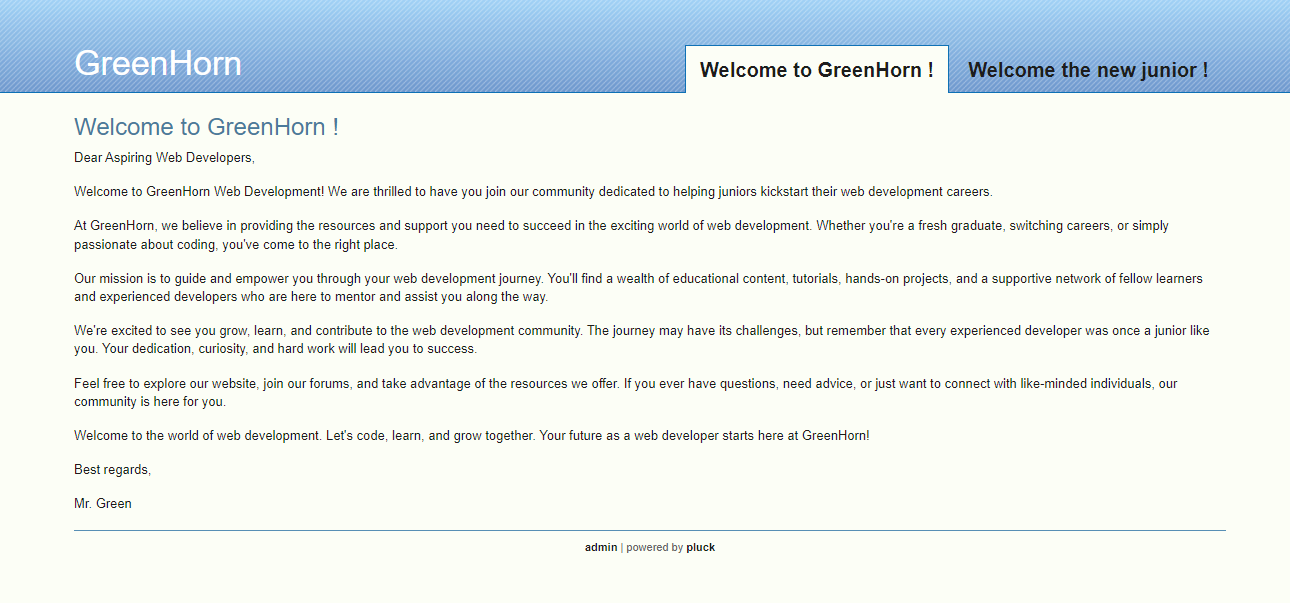 GreenHorn
Welcome to GreenHorn !
Welcome the new junior !
Welcome to GreenHorn !
Dear Aspiring Web Developers,
Welcome to GreenHorn Web Development! We are thrilled to have you join our community dedicated to helping juniors kickstart their web development careers.
At GreenHorn, we believe in providing the resources and support you need to succeed in the exciting world of web development. Whether you're a fresh graduate, switching careers, or simply
passionate about coding, you've come to the right place.
Our mission is to guide and empower you through your web development journey. You'll find a wealth of educational content, tutorials, hands-on projects, and a supportive network of fellow learners
and experienced developers who are here to mentor and assist you along the way.
We're excited to see you grow, learn, and contribute to the web development community. The journey may have its challenges, but remember that every experienced developer was once a junior like
you. Your dedication, curiosity, and hard work will lead you to success.
Feel free to explore our website, join our forums, and take advantage of the resources we offer. If you ever have questions, need advice, or just want to connect with like-minded individuals, our
community is here for you.
Welcome to the world of web development. Let's code, learn, and grow together. Your future as a web developer starts here at GreenHorn!
Best regards,
Mr. Green
admin | powered by pluck